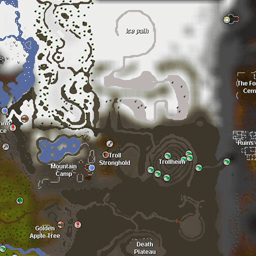 Ice path
The Fo
Cem
Ruins
Troll
Stronghold
Trollheim
Mountain
Camp
Golden
Apple Tree
Death
Plateau